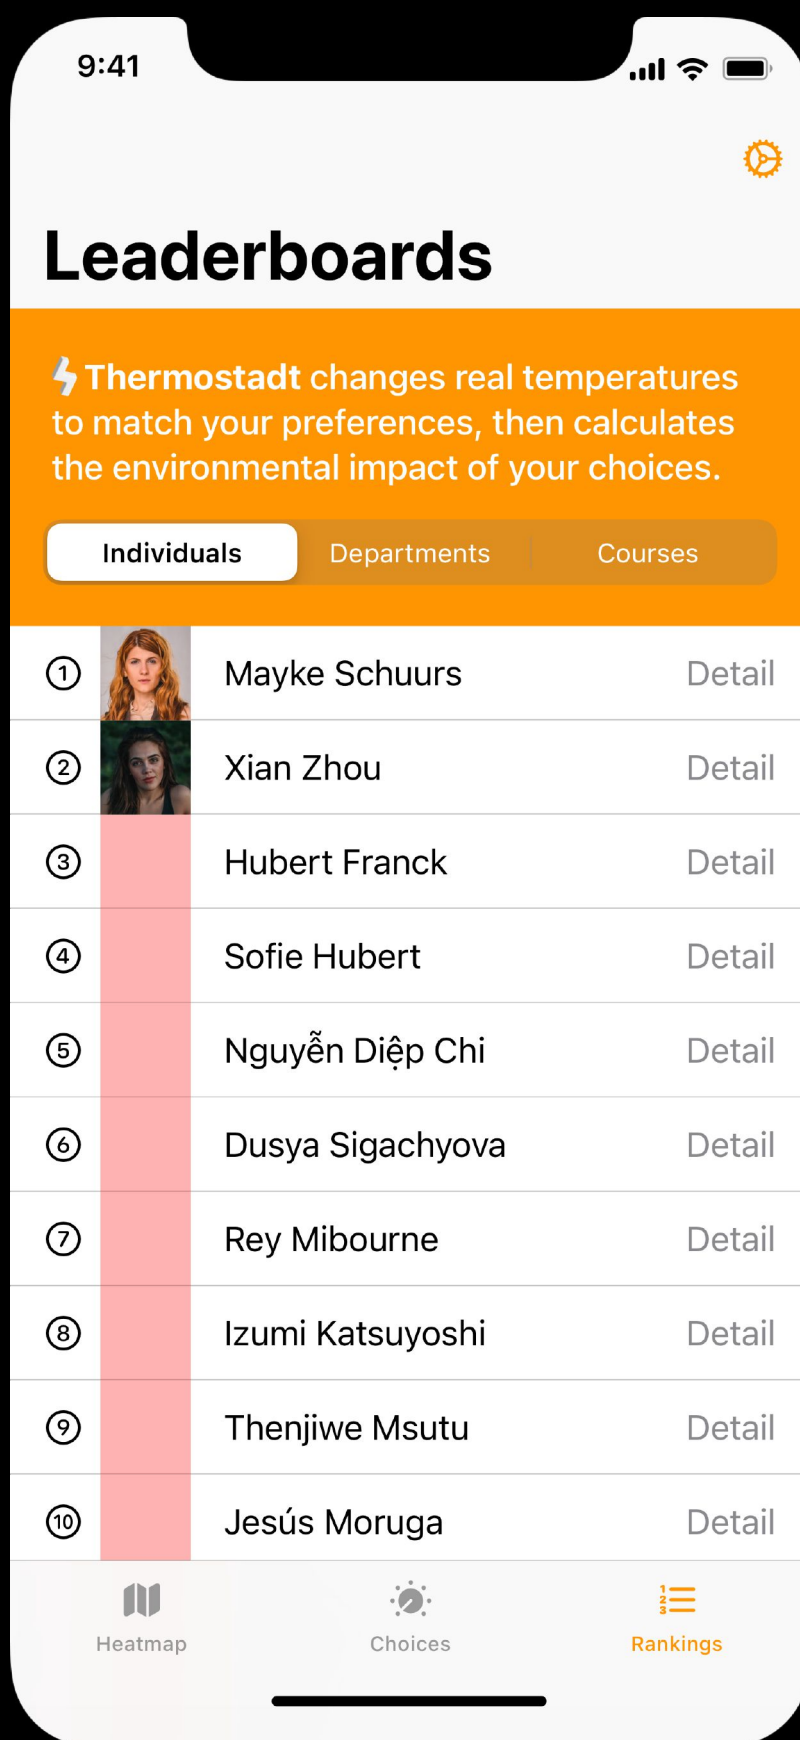 9:41
Leaderboards
Thermostadt changes real temperatures
to match your preferences, then calculates
the environmental impact of your choices.
Individuals Departments Courses
1 Mayke Schuurs Detail
2 Xian Zhou Detail
3 Hubert Franck Detail
4 Sofie Hubert Detail
5 Nguyễn Diệp Chi Detail
6 Dusya Sigachyova Detail
7 Rey Mibourne Detail
8 Izumi Katsuyoshi Detail
9 Thenjiwe Msutu Detail
10 Jesús Moruga Detail
1
2
3
Heatmap Choices Rankings